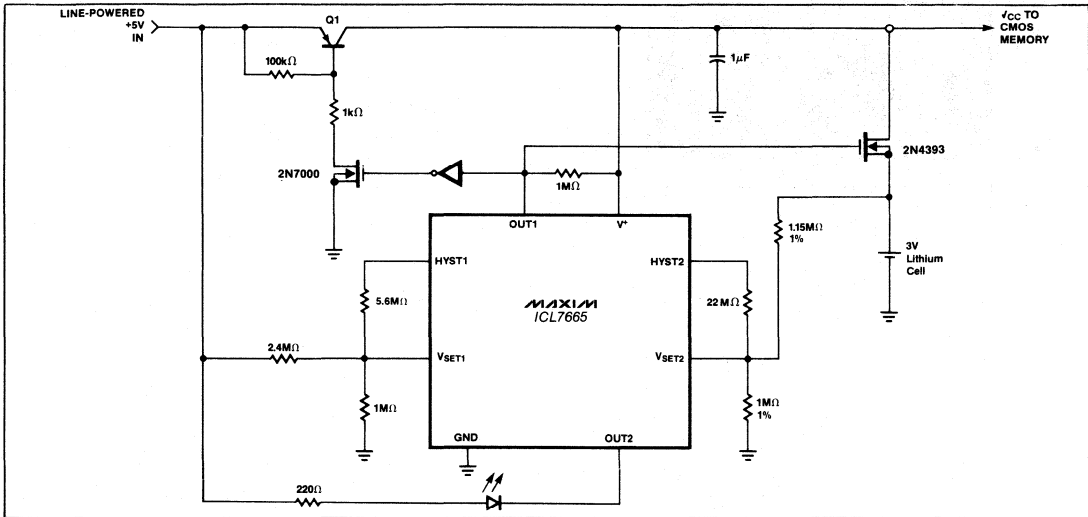 LINE-POWERED
+5V
IN
Q1
VCC TO
CMOS
MEMORY
100kΩ
1μF
1kΩ
2N7000
1MΩ
2N4393
OUT1
V+
1.15MΩ
1%
HYST1
HYST2
3V
Lithium
Cell
5.6MΩ
MAXIM
ICL7665
22MΩ
2.4MΩ
VSET1
VSET2
1MΩ
1MΩ
1%
GND
OUT2
220Ω